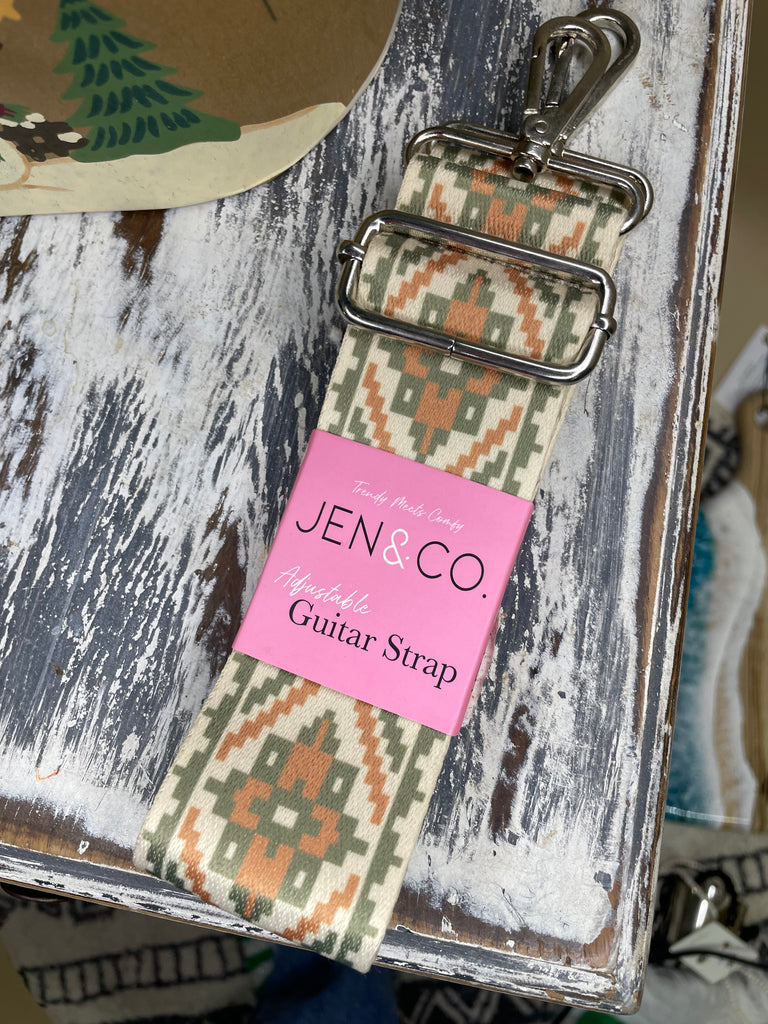 Trendy Meets Comfy
JEN&CO.
Adjustable
Guitar Strap